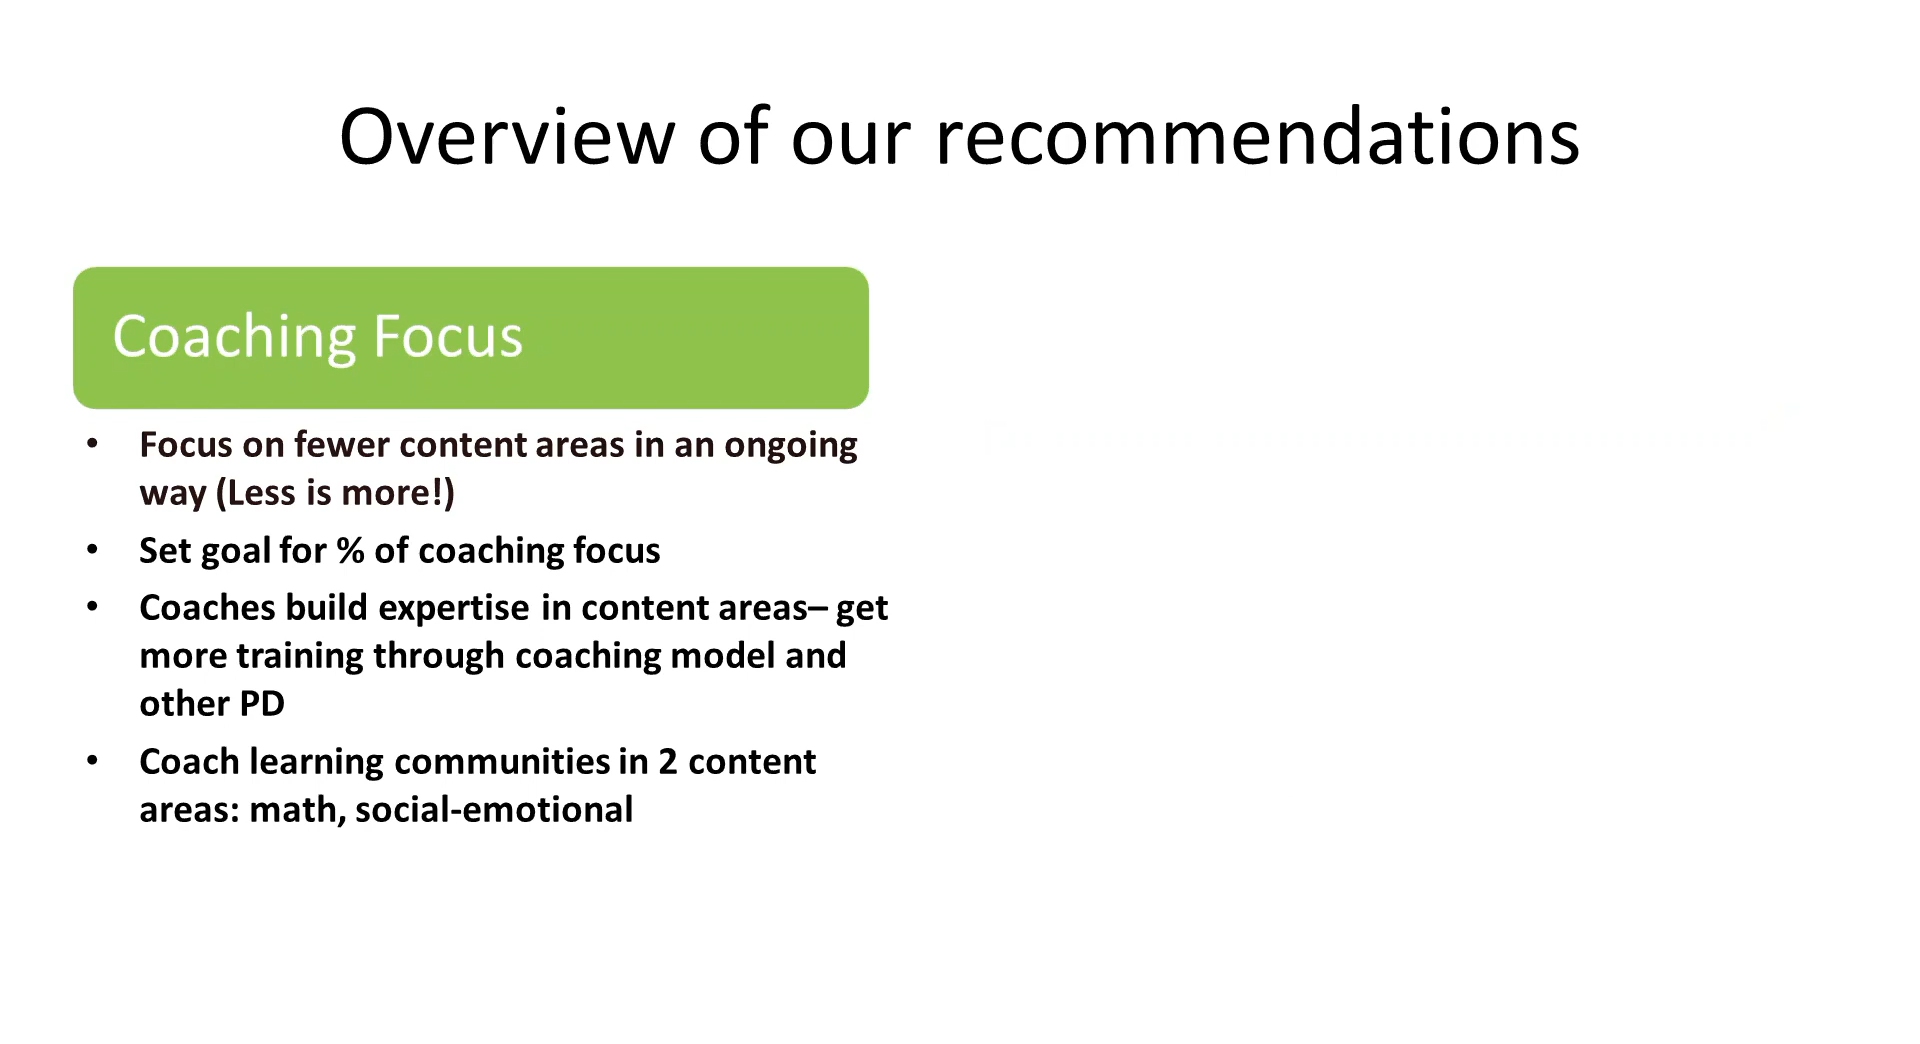 Overview of our recommendations
Coaching Focus
• Focus on fewer content areas in an ongoing
way (Less is more!)
• Set goal for % of coaching focus
• Coaches build expertise in content areas– get
more training through coaching model and
other PD
• Coach learning communities in 2 content
areas: math, social-emotional